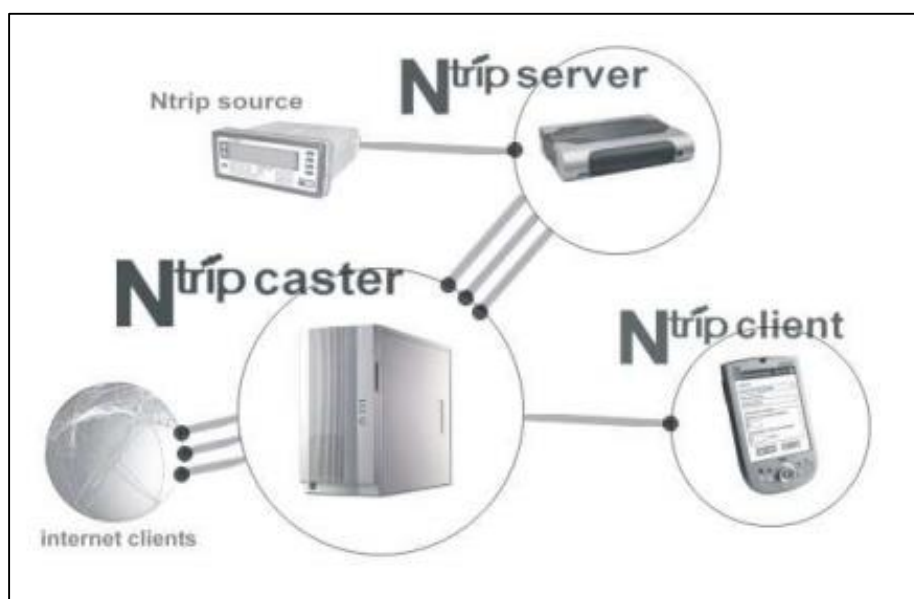 Ntrip server
Ntrip source
Ntrip caster
Ntrip client
internet clients